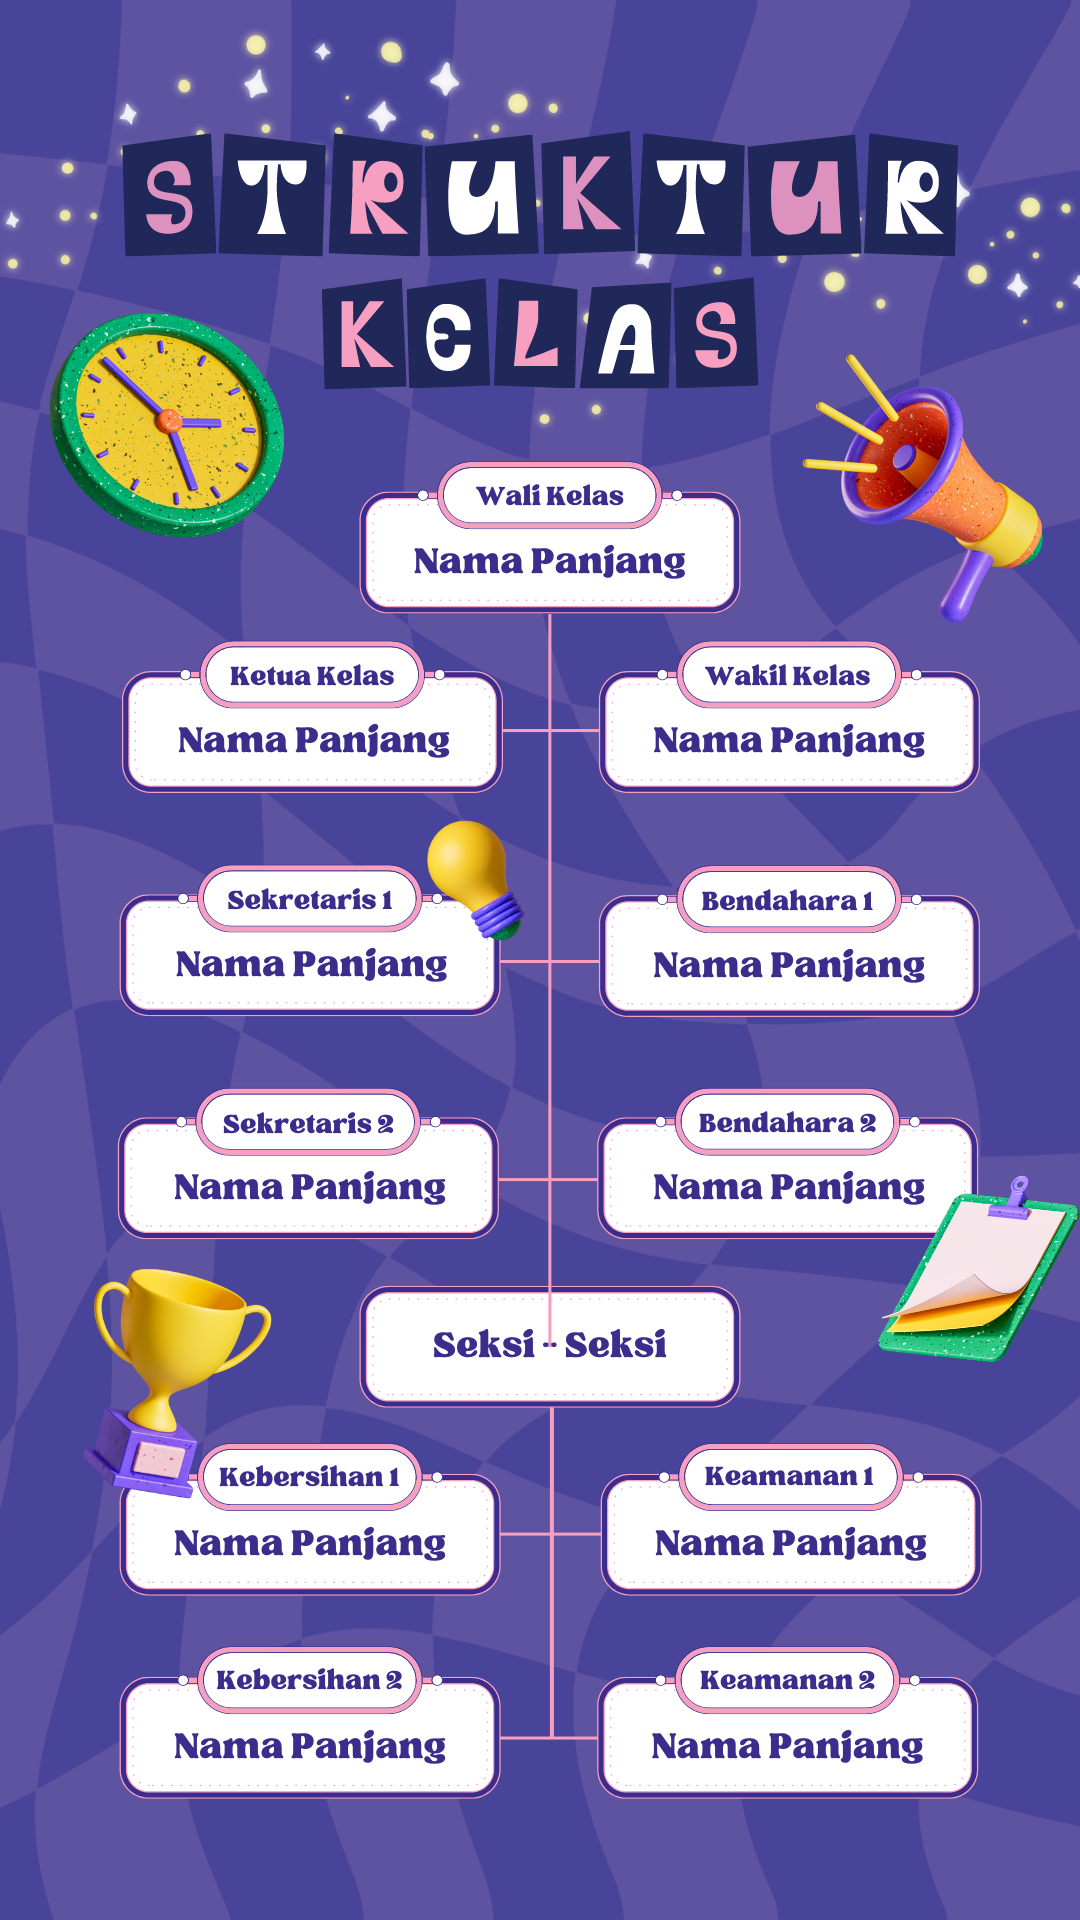 STRUKTUR
KELAS
Wali Kelas
Nama Panjang
Ketua Kelas
Nama Panjang
Wakil Kelas
Nama Panjang
Sekretaris 1
Nama Panjang
Bendahara 1
Nama Panjang
Sekretaris 2
Nama Panjang
Bendahara 2
Nama Panjang
Seksi - Seksi
Kebersihan 1
Nama Panjang
Keamanan 1
Nama Panjang
Kebersihan 2
Nama Panjang
Keamanan 2
Nama Panjang